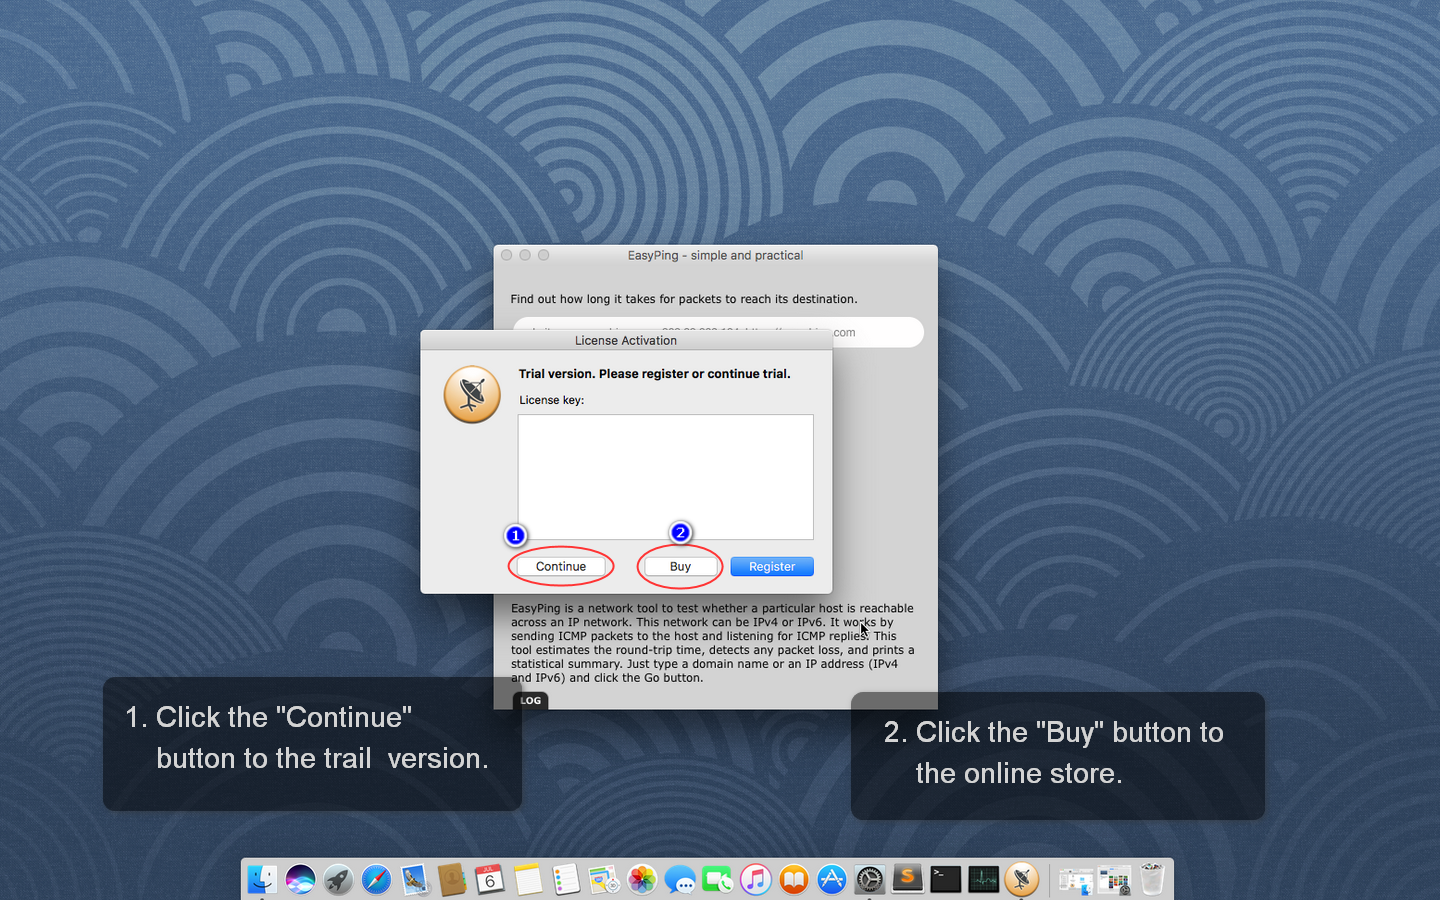 EasyPing - simple and practical
Find out how long it takes for packets to reach its destination.
.com
License Activation
Trial version. Please register or continue trial.
License key:
1
2
Continue
Buy
Register
EasyPing is a network tool to test whether a particular host is reachable
across an IP network. This network can be IPv4 or IPv6. It works by
sending ICMP packets to the host and listening for ICMP replies. This
tool estimates the round-trip time, detects any packet loss, and prints a
statistical summary. Just type a domain name or an IP address (IPv4
and IPv6) and click the Go button.
LOG
1. Click the "Continue"
button to the trail  version.
2. Click the "Buy" button to
the online store.
JUL
6
S
>_